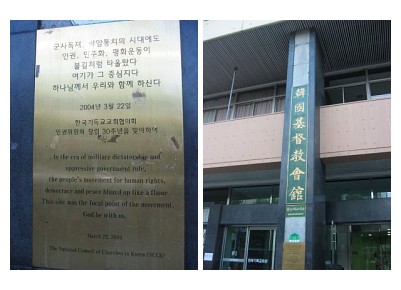 군사독재, 억압통치의 시대에도
인권, 민주화, 평화운동이
불길처럼 타올랐다
여기가 그 중심지다
하나님께서 우리와 함께 하신다
2004년 3월 22일
한국기독교교회협의회
인권위원회 창립 30주년을 맞이하여
In the era of military dictatorship and
oppressive government rule,
the people's movement for human rights,
democracy and peace blazed up like a flame.
This site was the focal point of the movement.
God be with us.
March 22, 2004
The National Council of Churches in Korea (NCCK)
韓國基督敎會館